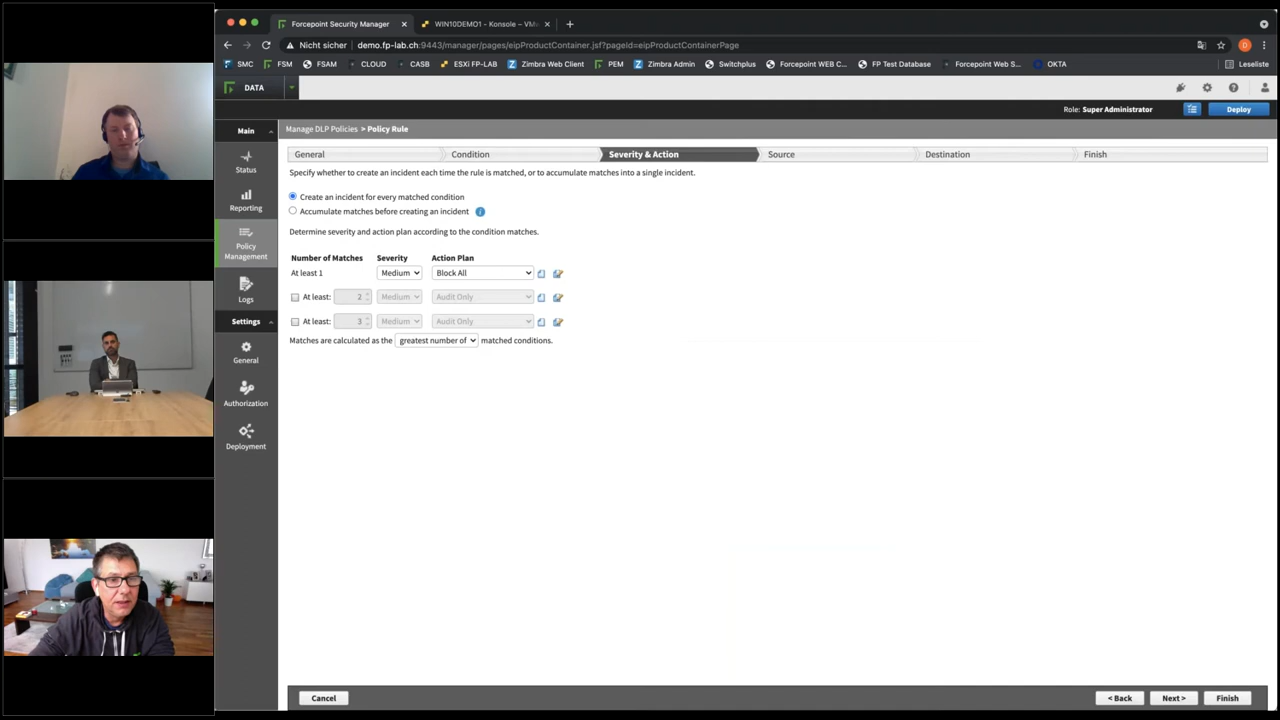 Forcepoint Security Manager
WIN10DEMO1 - Konsole – VMw
Nicht sicher | demo.fp-lab.ch:9443/manager/pages/eipProductContainer.jsf?pageId=eipProductContainerPage
D
SMC FSM FSAM CLOUD CASB ESXi FP-LAB Zimbra Web Client PEM Zimbra Admin Switchplus Forcepoint WEB C... FP Test Database Forcepoint Web S... OKTA Leseliste
DATA
Role: Super Administrator Deploy
Main
Status
Reporting
Policy
Management
Logs
Settings
General
Authorization
Deployment
Manage DLP Policies > Policy Rule
General Condition Severity & Action Source Destination Finish
Specify whether to create an incident each time the rule is matched, or to accumulate matches into a single incident.
Create an incident for every matched condition
Accumulate matches before creating an incident
Determine severity and action plan according to the condition matches.
Number of Matches Severity Action Plan
At least 1 Medium Block All
At least: 2 Medium Audit Only
At least: 3 Medium Audit Only
Matches are calculated as the greatest number of matched conditions.
Cancel < Back Next > Finish